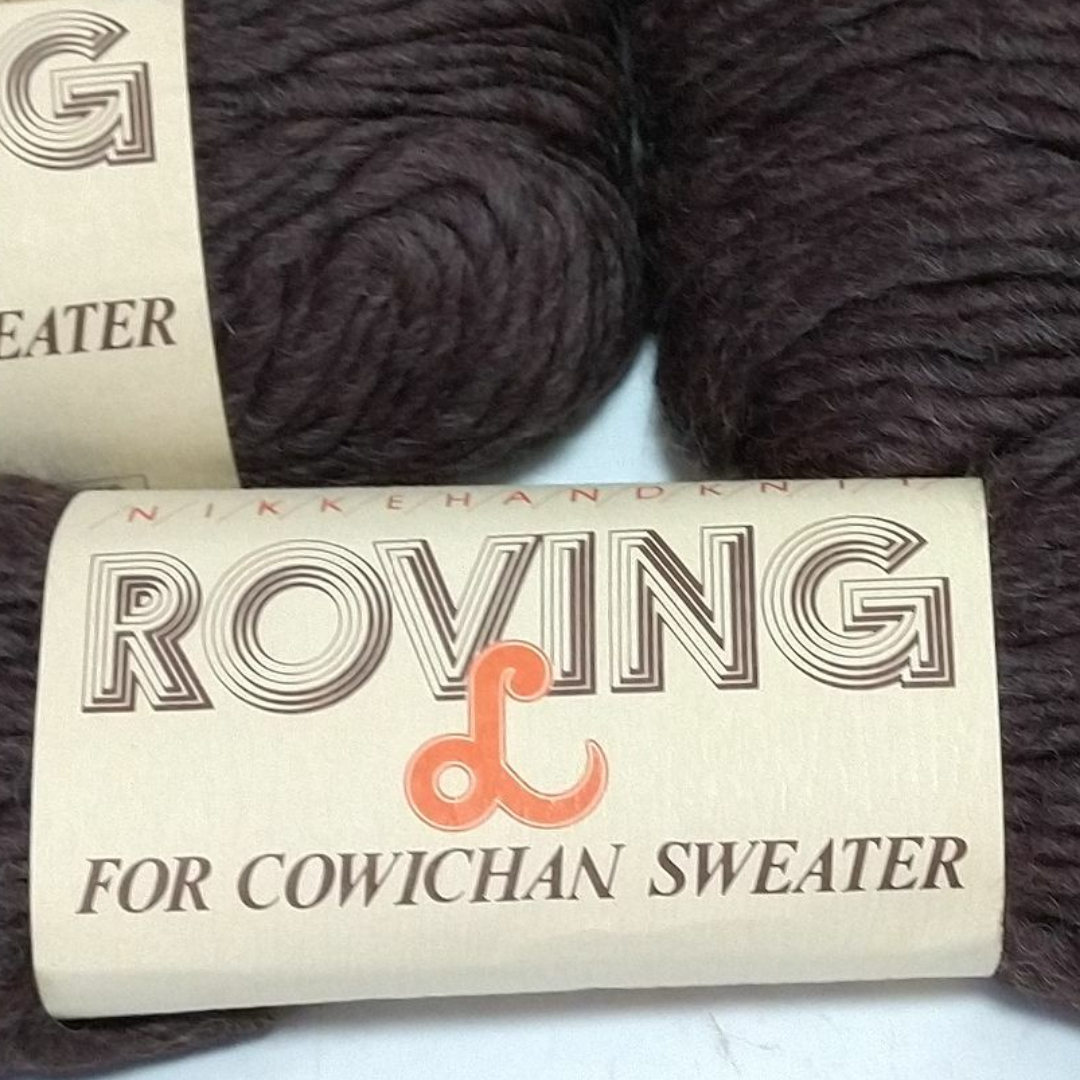 G
EATER
NIKKEHANDKNIT
ROVING
L
FOR COWICHAN SWEATER